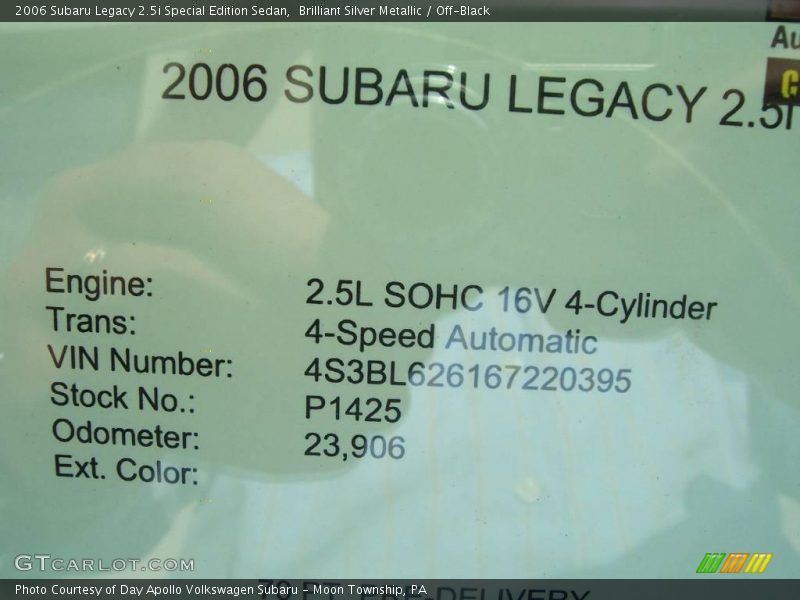 2006 Subaru Legacy 2.5i Special Edition Sedan,  Brilliant Silver Metallic / Off-Black
2006 SUBARU LEGACY 2.5i
Engine: 2.5L SOHC 16V 4-Cylinder
Trans: 4-Speed Automatic
VIN Number: 4S3BL626167220395
Stock No.: P1425
Odometer: 23,906
Ext. Color:
GTCARLOT.COM
DELIVERY
Photo Courtesy of Day Apollo Volkswagen Subaru - Moon Township, PA